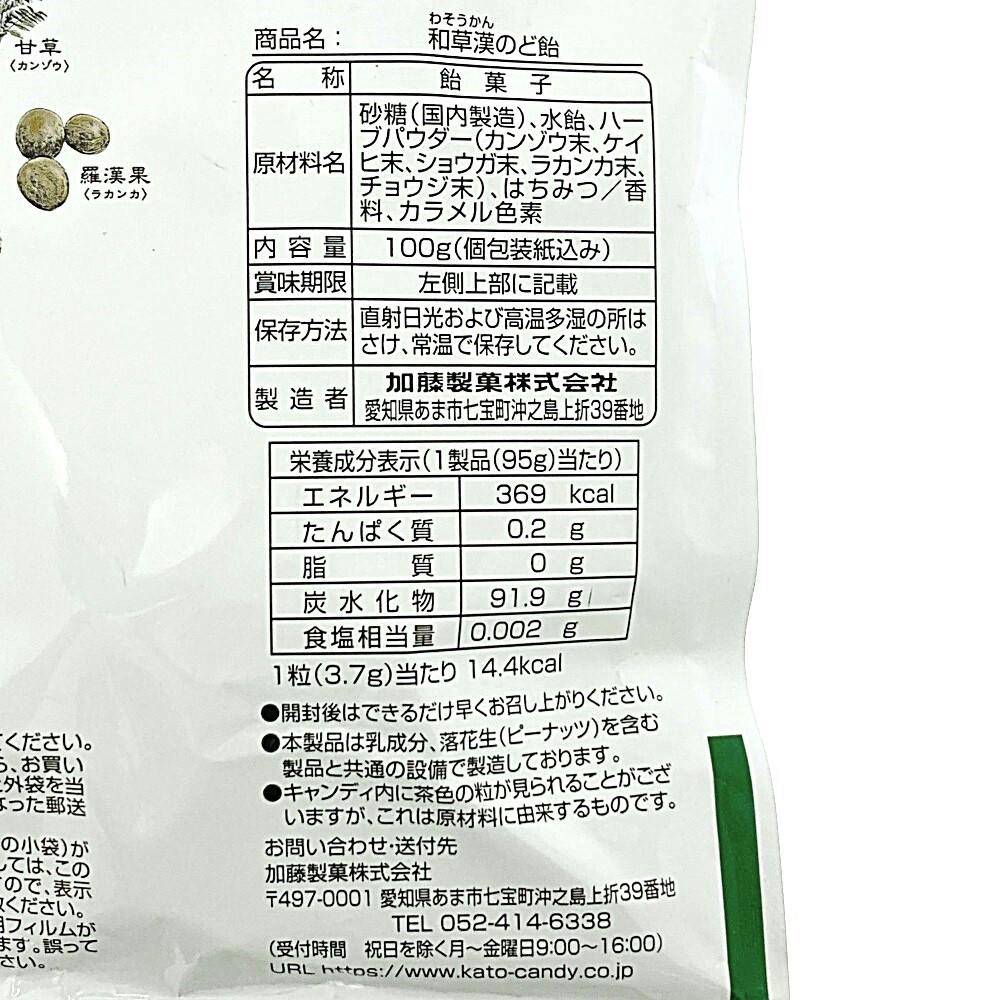 甘草
〈カンゾウ〉
羅漢果
〈ラカンカ〉
わそうかん
商品名： 和草漢のど飴
名称 飴菓子
原材料名 砂糖(国内製造)、水飴、ハー
ブパウダー(カンゾウ末、ケイ
ヒ末、ショウガ末、ラカンカ末、
チョウジ末)、はちみつ／香
料、カラメル色素
内容量 100g(個包装紙込み)
賞味期限 左側上部に記載
保存方法 直射日光および高温多湿の所は
さけ、常温で保存してください。
製造者 加藤製菓株式会社
愛知県あま市七宝町沖之島上折39番地
栄養成分表示(1製品(95g)当たり)
エネルギー 369 kcal
たんぱく質 0.2 g
脂質 0 g
炭水化物 91.9 g
食塩相当量 0.002 g
1粒(3.7g)当たり 14.4kcal
●開封後はできるだけ早くお召し上がりください。
●本製品は乳成分、落花生(ピーナッツ)を含む
製品と共通の設備で製造しております。
●キャンディ内に茶色の粒が見られることがござ
いますが、これは原材料に由来するものです。
お問い合わせ・送付先
加藤製菓株式会社
〒497-0001 愛知県あま市七宝町沖之島上折39番地
TEL 052-414-6338
(受付時間 祝日を除く月～金曜日9:00～16:00)
URL https://www.kato-candy.co.jp
てください。
ら、お買い
と外袋を当
なった郵送
の小袋)が
しては、この
すので、表示
ください。
用フィルムが
ます。誤って
さい。